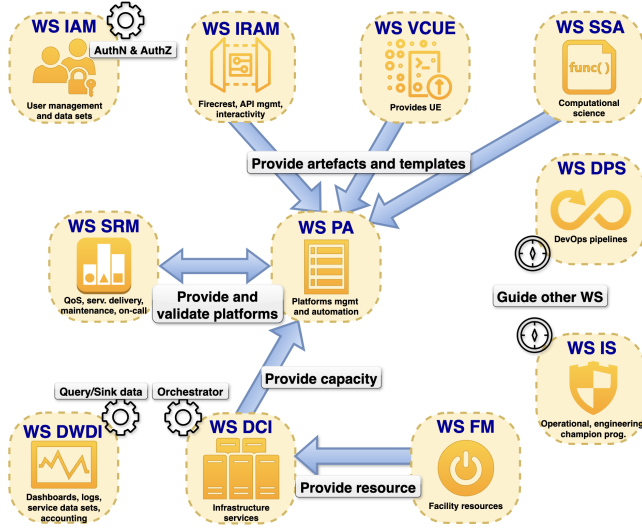 WS IAM
AuthN & AuthZ
User management
and data sets
WS IRAM
Firecrest, API mgmt,
interactivity
WS VCUE
>_
Provides UE
WS SSA
func()
Computational
science
Provide artefacts and templates
WS DPS
DevOps pipelines
WS SRM
QoS, serv. delivery,
maintenance, on-call
Provide and
validate platforms
WS PA
Platforms mgmt
and automation
Guide other WS
WS IS
Operational, engineering
champion prog.
Provide capacity
Query/Sink data
Orchestrator
WS DWDI
Dashboards, logs,
service data sets,
accounting
WS DCI
Infrastructure
services
Provide resource
WS FM
Facility resources